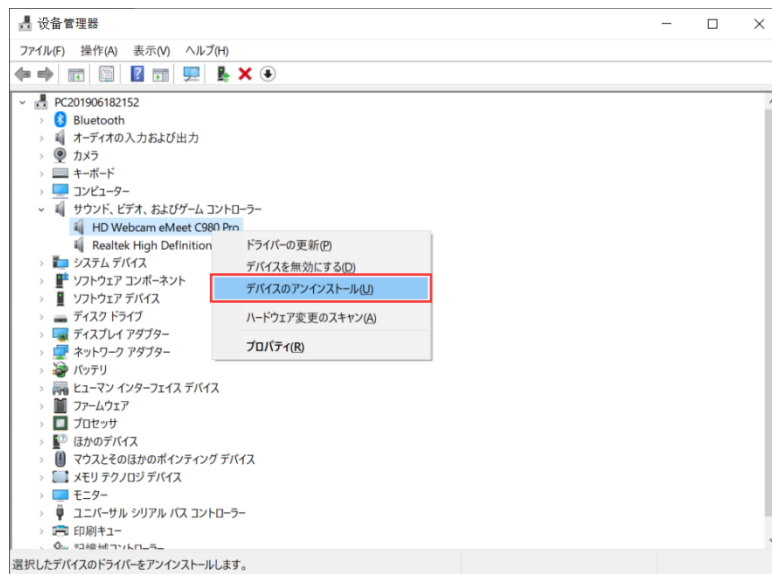 设备管理器
ファイル(F) 操作(A) 表示(V) ヘルプ(H)
PC201906182152
Bluetooth
オーディオの入力および出力
カメラ
キーボード
コンピューター
サウンド、ビデオ、およびゲーム コントローラー
HD Webcam eMeet C980 Pro
Realtek High Definition
ドライバーの更新(P)
デバイスを無効にする(D)
デバイスのアンインストール(U)
ハードウェア変更のスキャン(A)
プロパティ(R)
システム デバイス
ソフトウェア コンポーネント
ソフトウェア デバイス
ディスク ドライブ
ディスプレイ アダプター
ネットワーク アダプター
バッテリ
ヒューマン インターフェイス デバイス
ファームウェア
プロセッサ
ほかのデバイス
マウスとそのほかのポインティング デバイス
メモリ テクノロジ デバイス
モニター
ユニバーサル シリアル バス コントローラー
印刷キュー
記憶域コントローラー
選択したデバイスのドライバーをアンインストールします。